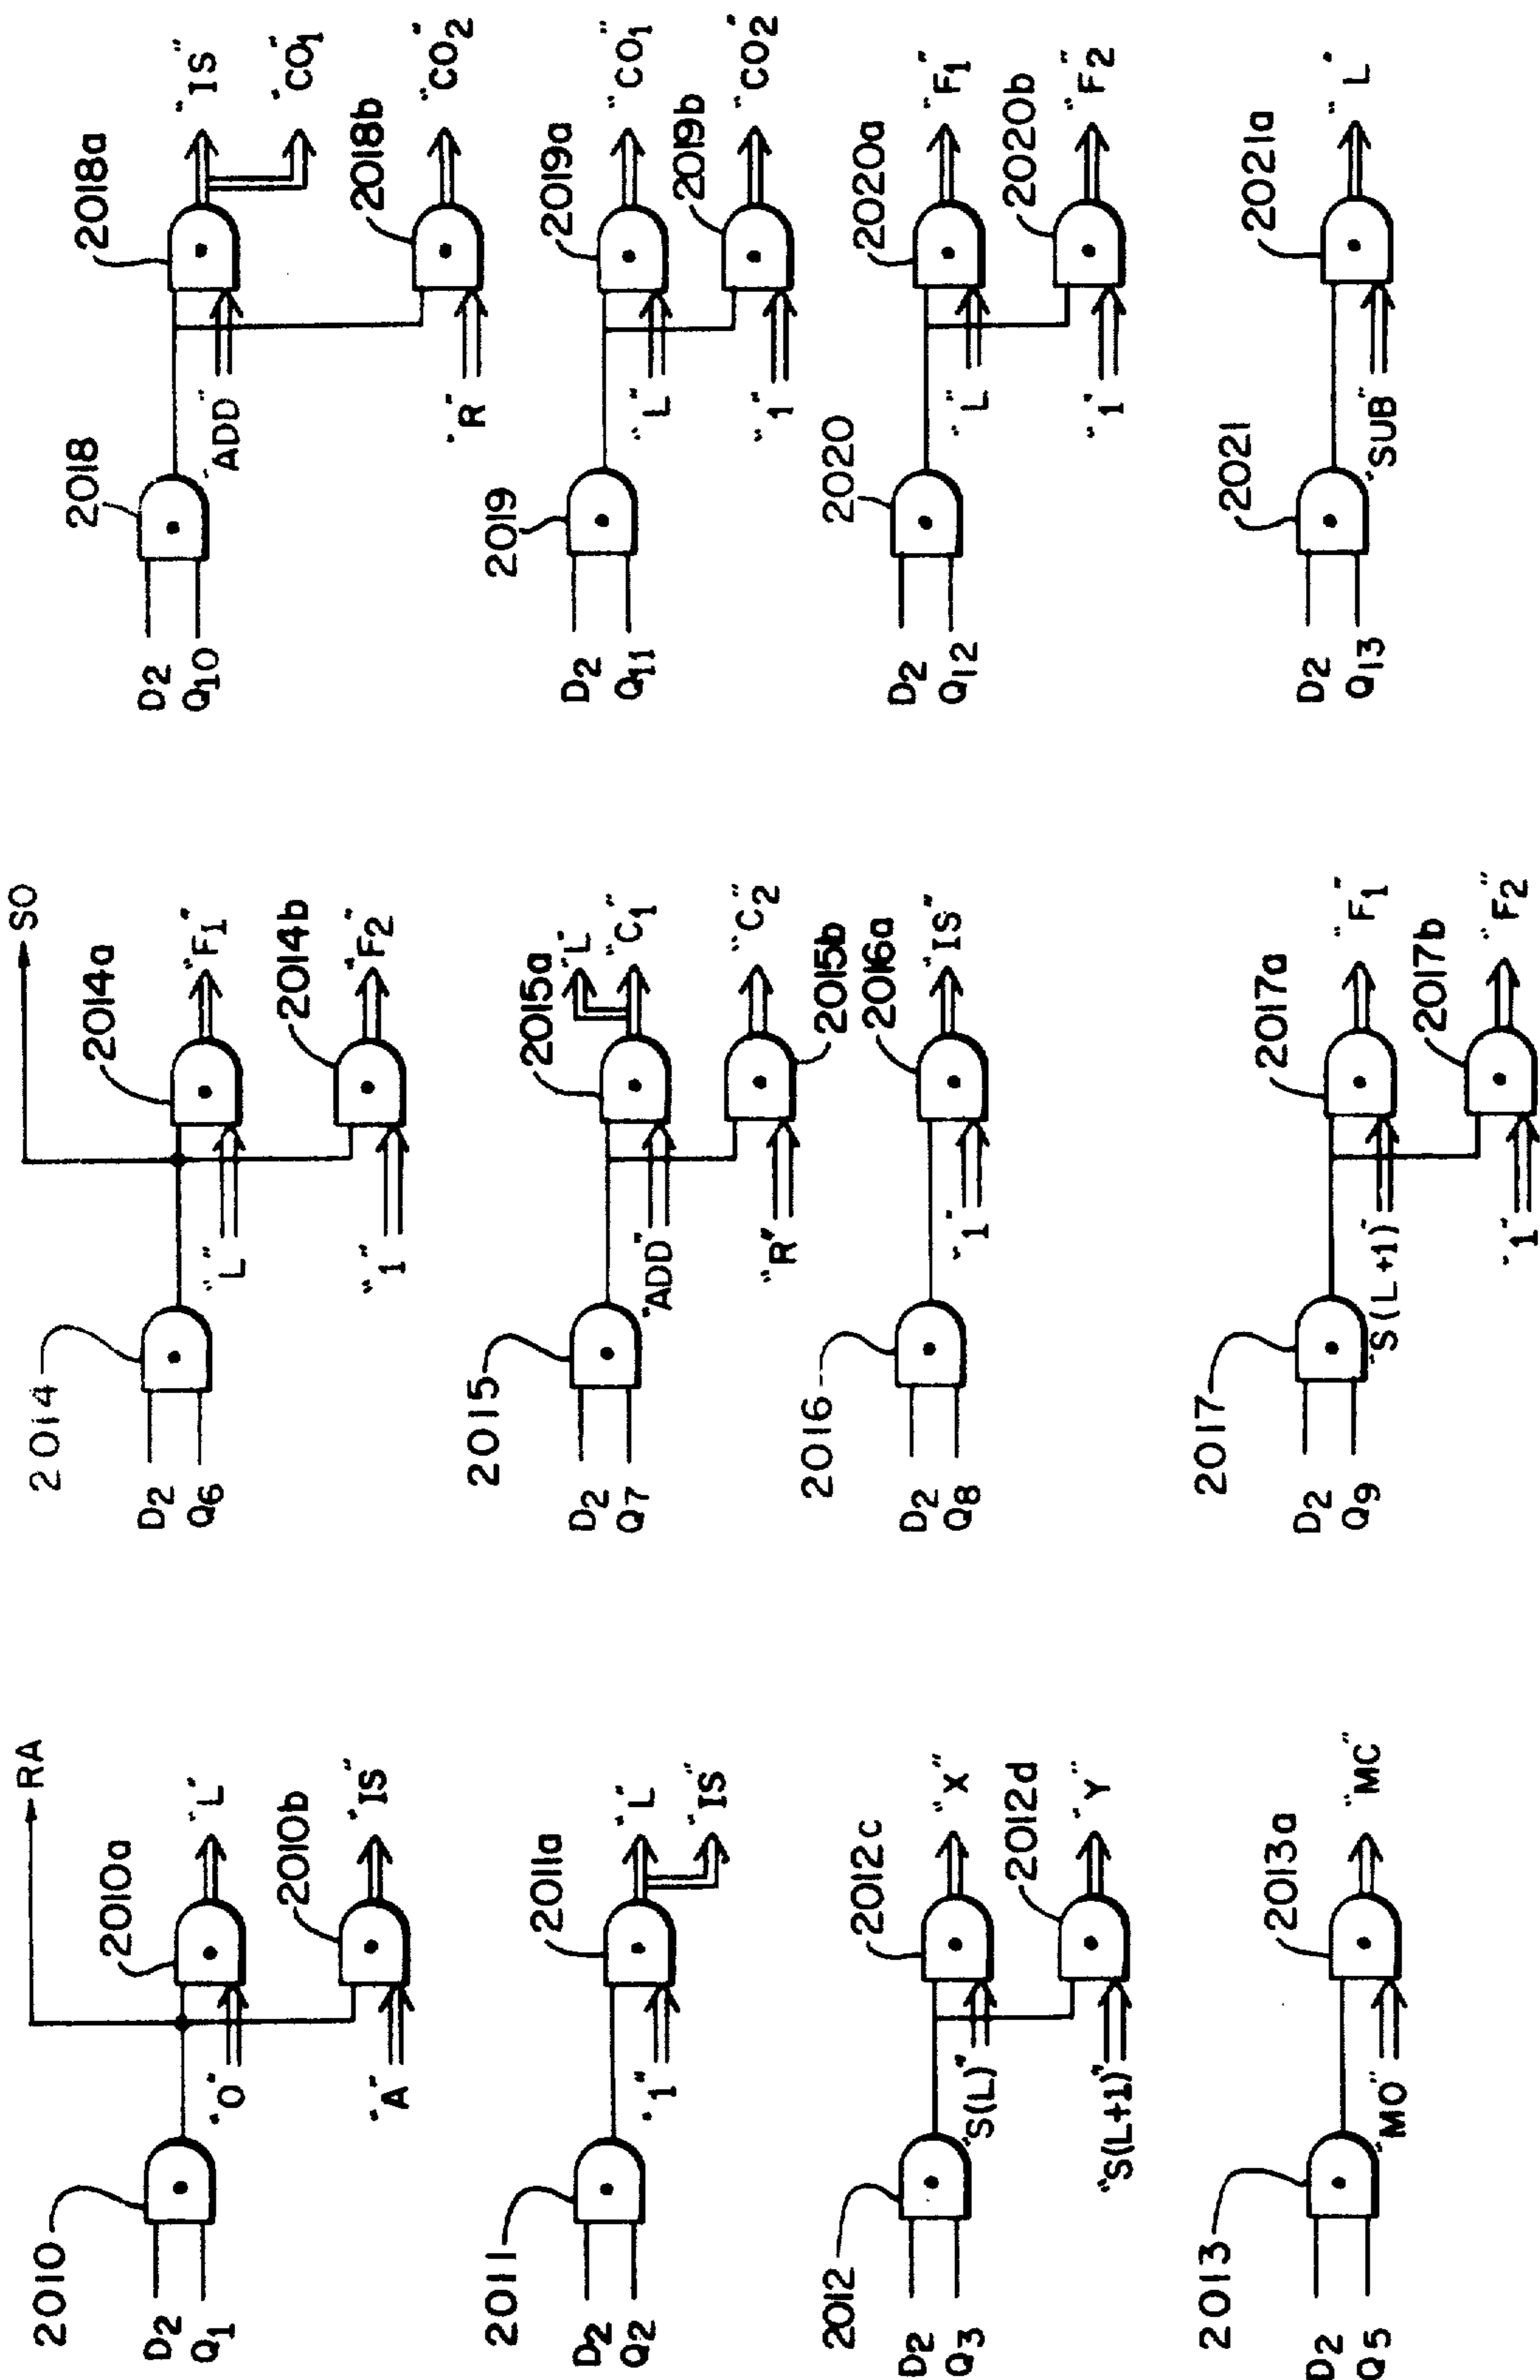 2010
D2
Q1
RA
2010a
"O"
"L"
2010b
"A"
"IS"
2011
D2
Q2
2011a
"1"
"L"
"IS"
2012
D2
Q3
2012c
"S(L)"
"X"
2012d
"S(L+1)"
"Y"
2013
D2
Q5
2013a
"MO"
"MC"
2014
D2
Q6
SO
2014a
"L"
"F1"
2014b
"1"
"F2"
2015
D2
Q7
2015a
"ADD"
"L"
"C1"
2015b
"R"
"C2"
2016
D2
Q8
2016a
"1"
"IS"
2017
D2
Q9
2017a
"S(L+1)"
"F1"
2017b
"1"
"F2"
2018
D2
Q10
2018a
"ADD"
"IS"
"CO1"
2018b
"R"
"CO2"
2019
D2
Q11
2019a
"L"
"CO1"
2019b
"1"
"CO2"
2020
D2
Q12
2020a
"L"
"F1"
2020b
"1"
"F2"
2021
D2
Q13
2021a
"SUB"
"L"